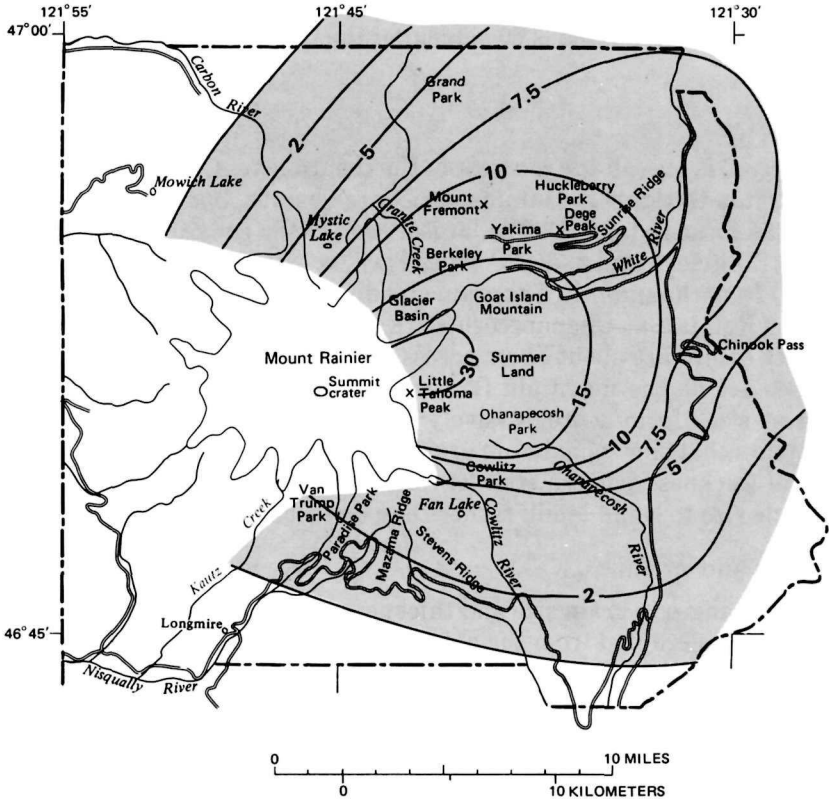 121°55'
121°45'
121°30'
47°00'
Carbon
River
Grand
Park
7.5
2
5
Mowich Lake
10
Huckleberry
Park
Mount
Fremont
Dege
Peak
Sunrise Ridge
Granite Creek
Mystic
Lake
Yakima
Park
White River
Berkeley
Park
Glacier
Basin
Goat Island
Mountain
Chinook Pass
Mount Rainier
30
Summer
Land
Summit
crater
Little
Tahoma
Peak
15
Ohanapecosh
Park
10
7.5
5
Cowlitz
Park
Ohanapecosh
River
Van
Trump
Park
Paradise Park
Mazama Ridge
Fan Lake
Cowlitz
River
Stevens Ridge
Kautz
Creek
2
Longmire
46°45'
Nisqually
River
0 10 MILES
0 10 KILOMETERS